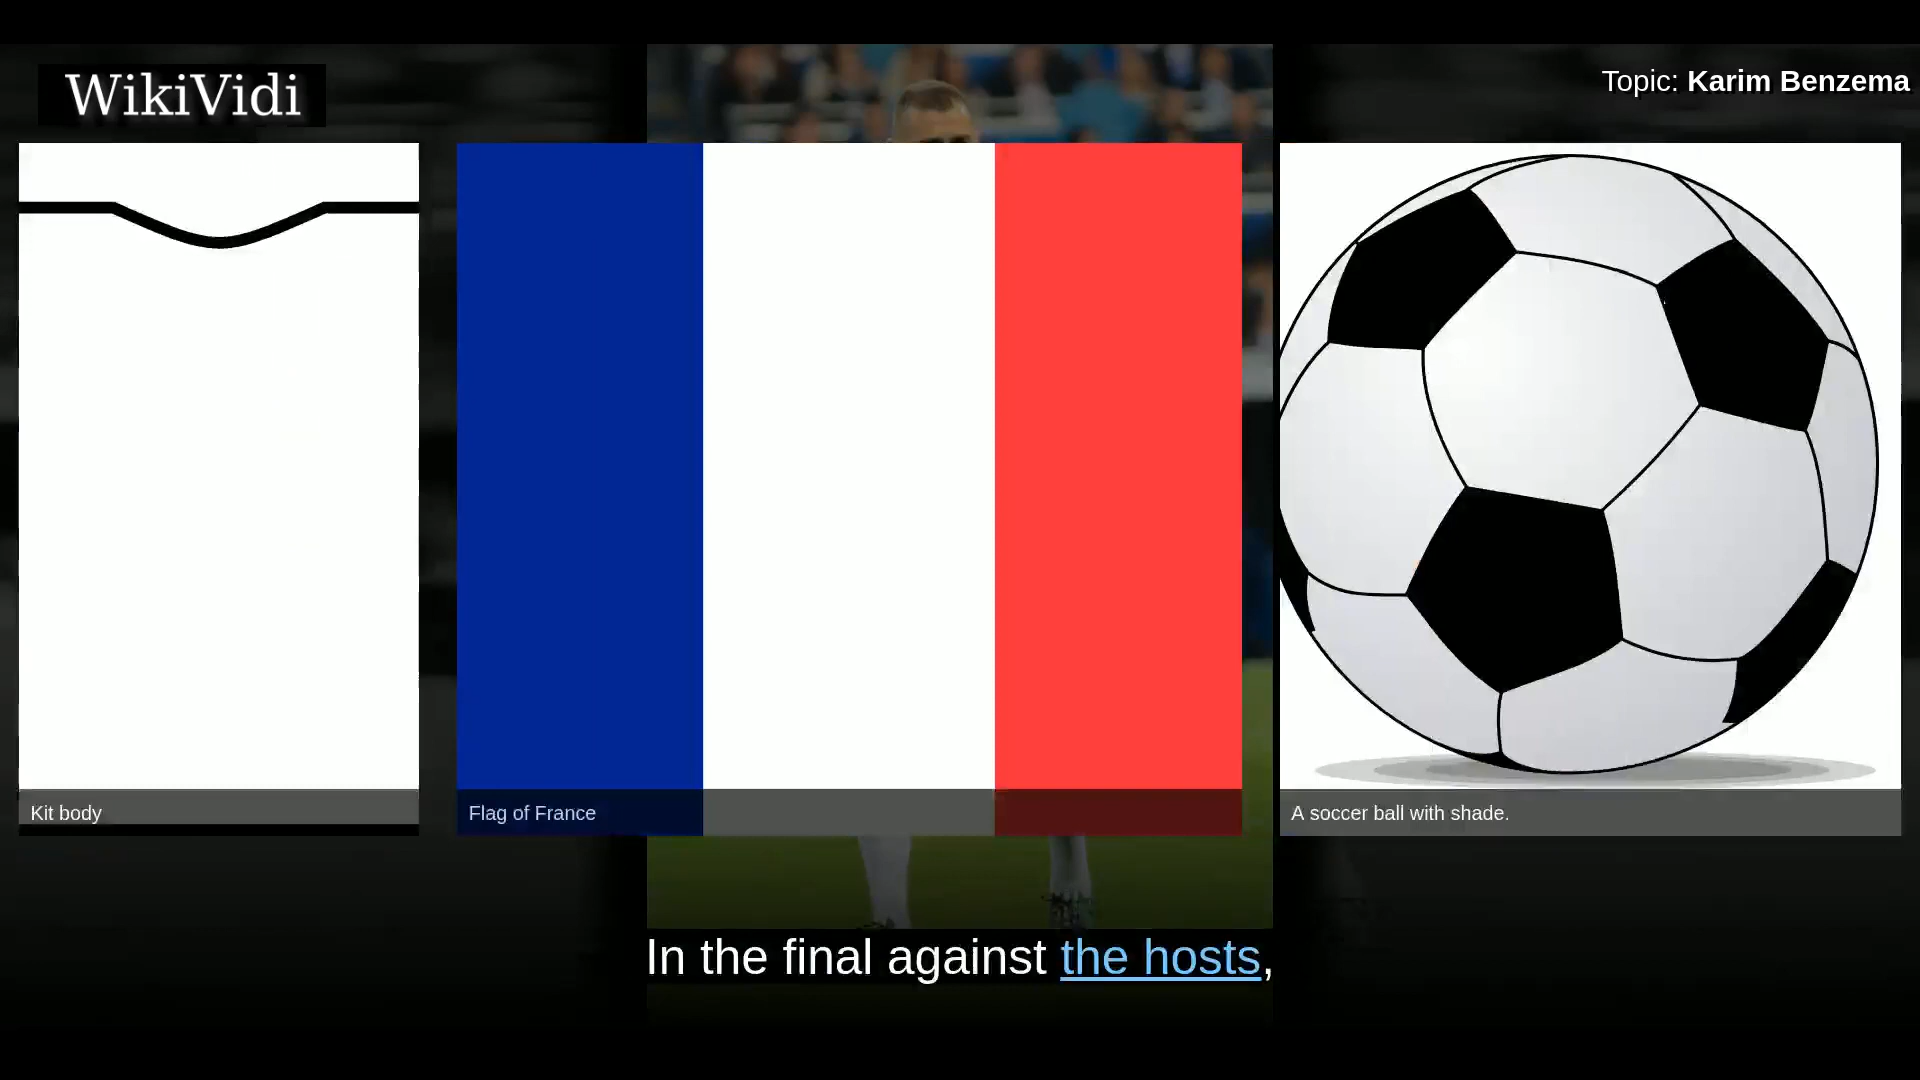 WikiVidi
Topic: Karim Benzema
Kit body
Flag of France
A soccer ball with shade.
In the final against the hosts,